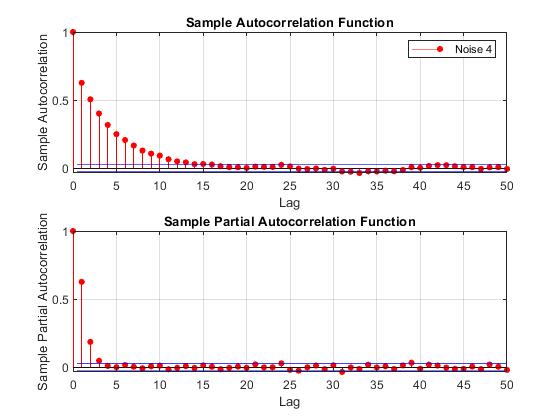 Sample Autocorrelation Function
Sample Autocorrelation
1
0.5
0
Noise 4
0 5 10 15 20 25 30 35 40 45 50
Lag
Sample Partial Autocorrelation Function
Sample Partial Autocorrelation
1
0.5
0
0 5 10 15 20 25 30 35 40 45 50
Lag